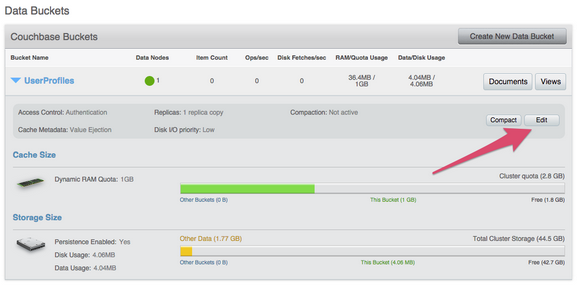 Data Buckets
Couchbase Buckets
Create New Data Bucket
Bucket Name Data Nodes Item Count Ops/sec Disk Fetches/sec RAM/Quota Usage Data/Disk Usage
UserProfiles 1 0 0 0 36.4MB / 1GB 4.04MB / 4.06MB Documents Views
Access Control: Authentication Replicas: 1 replica copy Compaction: Not active Compact Edit
Cache Metadata: Value Ejection Disk I/O priority: Low
Cache Size
Dynamic RAM Quota: 1GB Cluster quota (2.8 GB)
Other Buckets (0 B) This Bucket (1 GB) Free (1.8 GB)
Storage Size
Persistence Enabled: Yes Other Data (1.77 GB) Total Cluster Storage (44.5 GB)
Disk Usage: 4.06MB
Other Buckets (0 B) This Bucket (4.06 MB) Free (42.7 GB)
Data Usage: 4.04MB